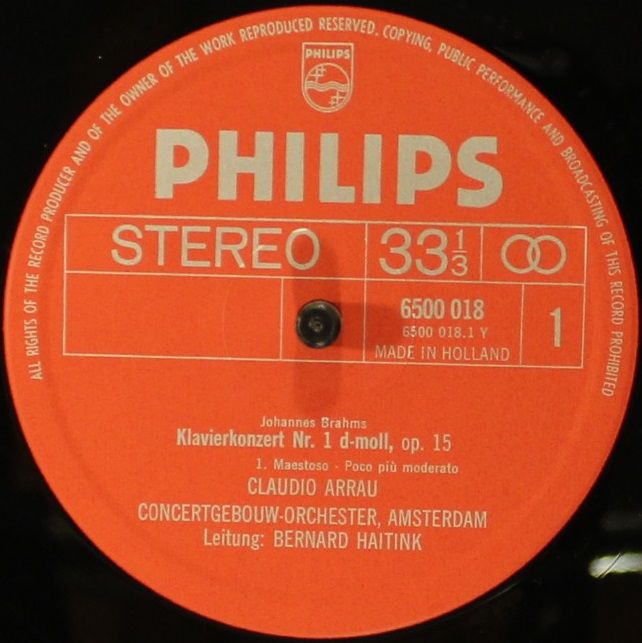 ALL RIGHTS OF THE RECORD PRODUCER AND OF THE OWNER OF THE WORK REPRODUCED RESERVED. COPYING, PUBLIC PERFORMANCE AND BROADCASTING OF THIS RECORD PROHIBITED
PHILIPS
PHILIPS
STEREO
33 1/3
6500 018
6500 018.1 Y
1
MADE IN HOLLAND
Johannes Brahms
Klavierkonzert Nr. 1 d-moll, op. 15
1. Maestoso - Poco più moderato
CLAUDIO ARRAU
CONCERTGEBOUW-ORCHESTER, AMSTERDAM
Leitung: BERNARD HAITINK